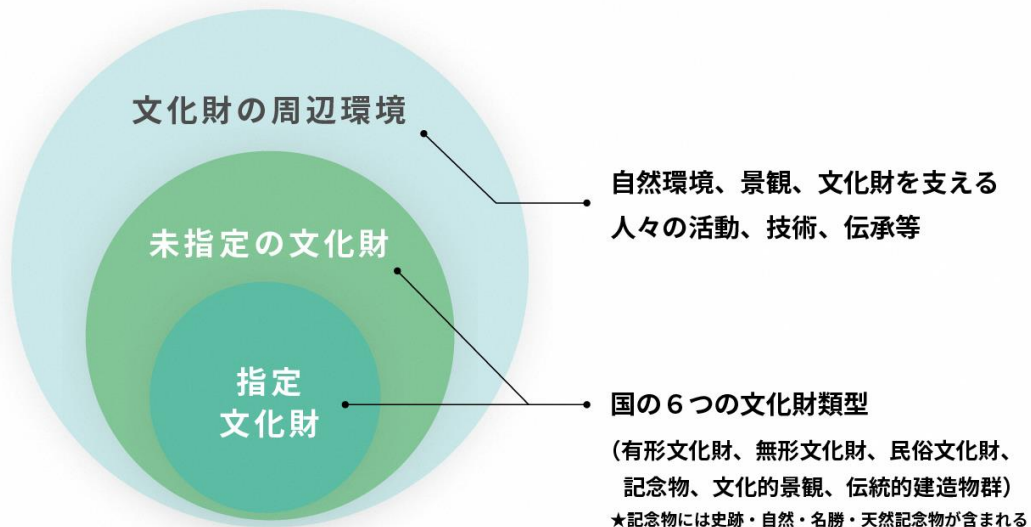 文化財の周辺環境
自然環境、景観、文化財を支える
人々の活動、技術、伝承等
未指定の文化財
指定
文化財
国の６つの文化財類型
（有形文化財、無形文化財、民俗文化財、
記念物、文化的景観、伝統的建造物群）
★記念物には史跡・自然・名勝・天然記念物が含まれる